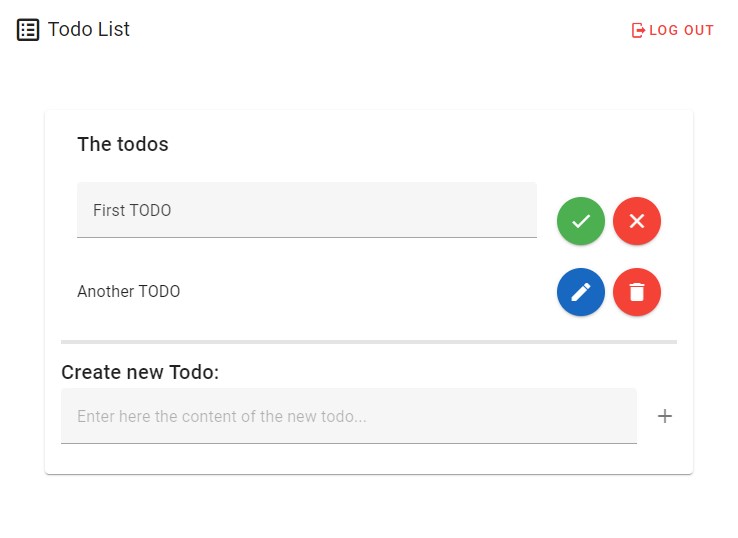 Todo List
LOG OUT
The todos
First TODO
Another TODO
Create new Todo:
Enter here the content of the new todo...